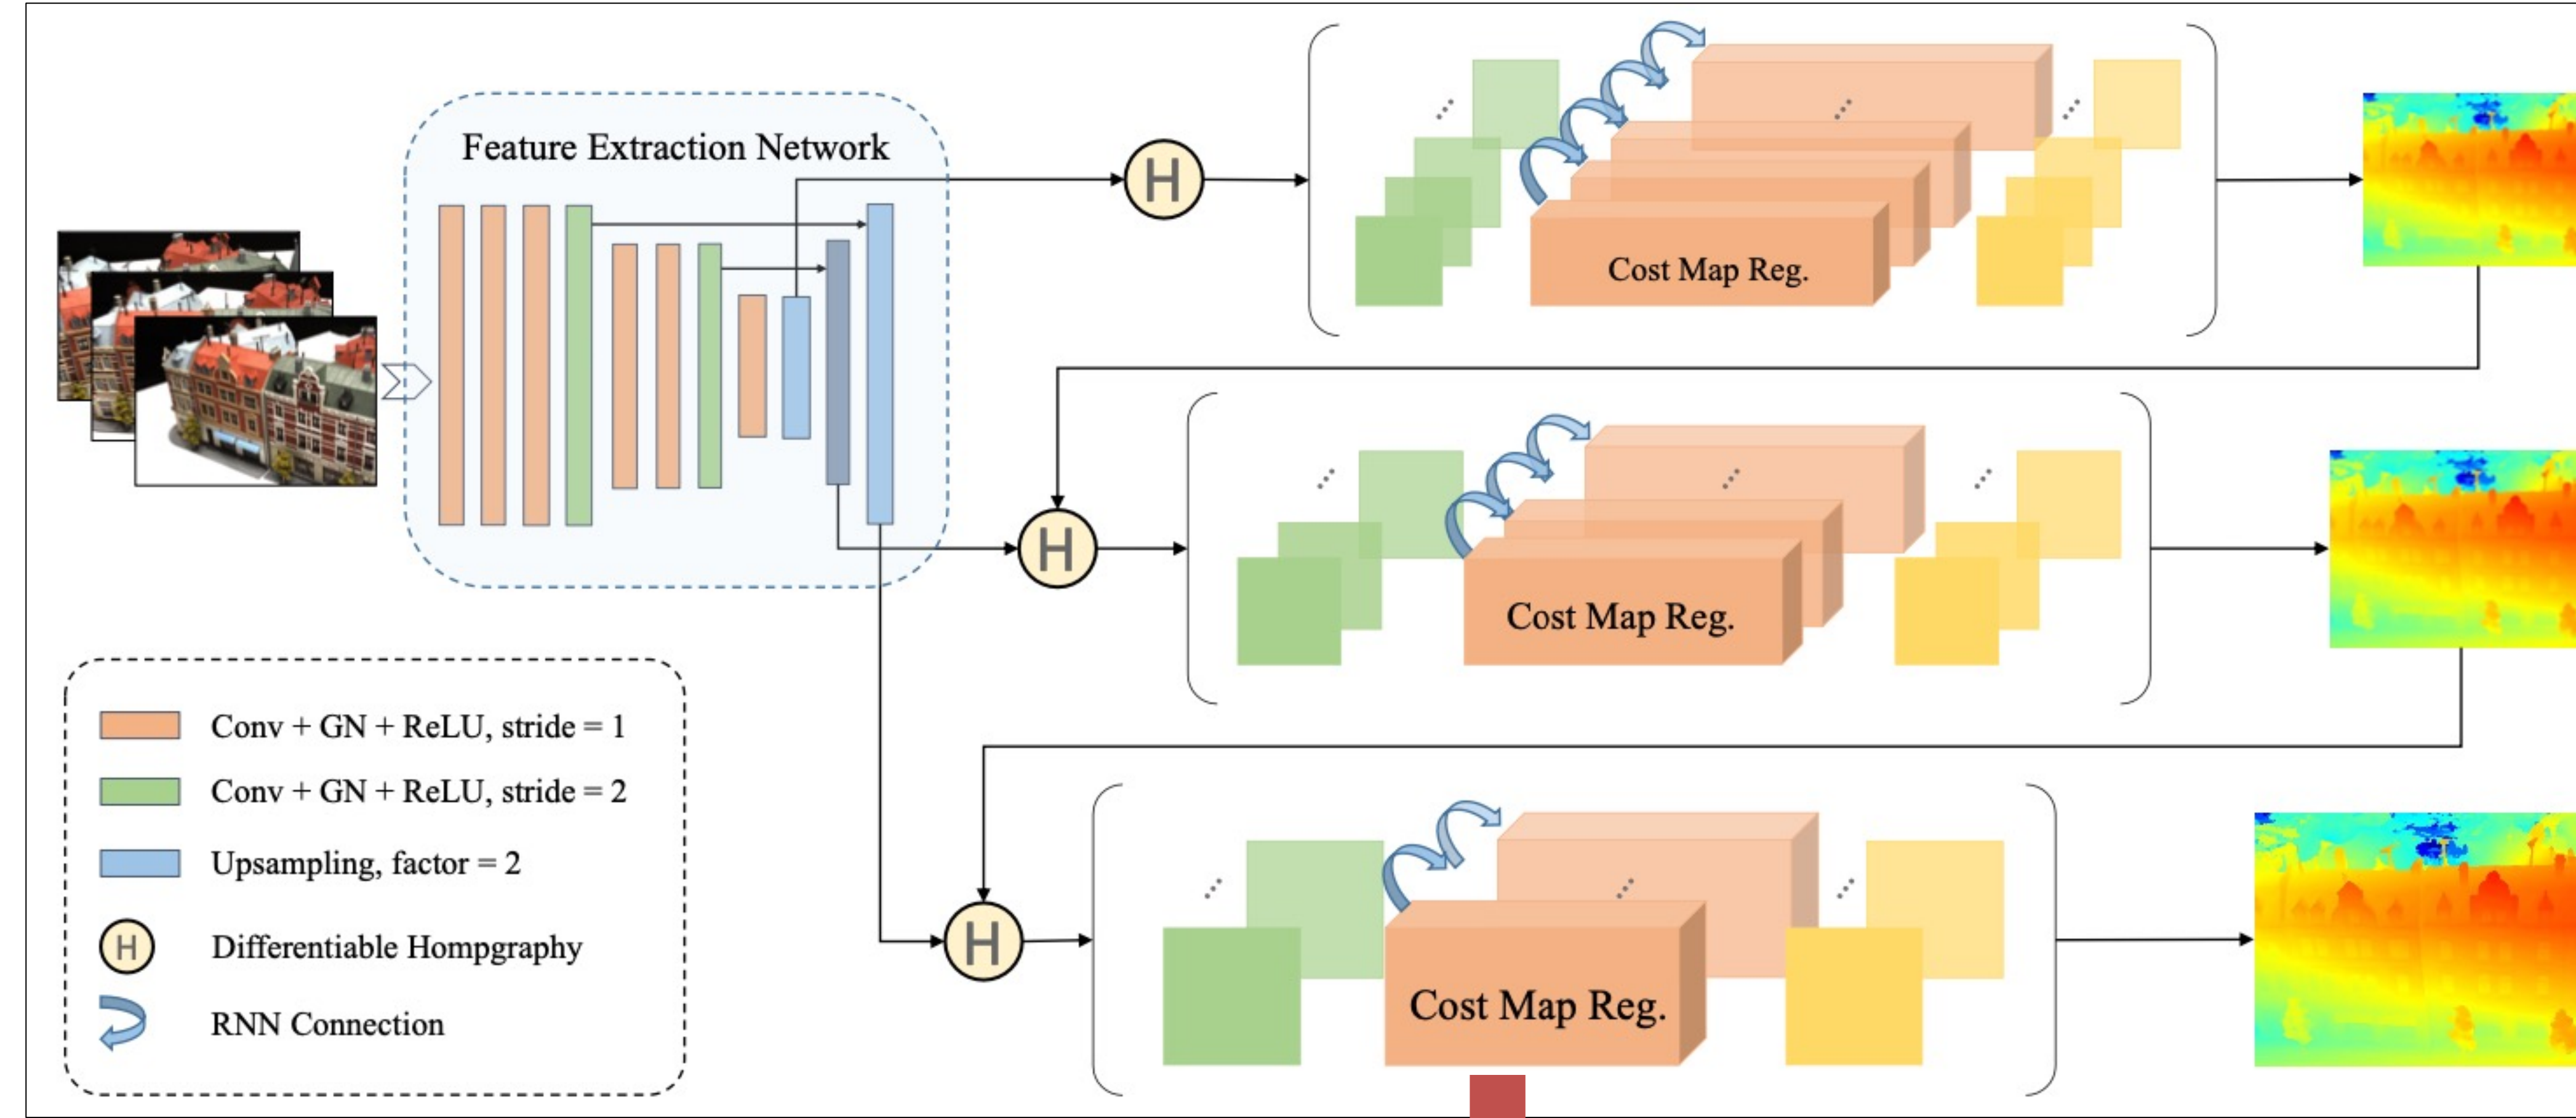 Feature Extraction Network
H
Cost Map Reg.
H
Cost Map Reg.
H
Cost Map Reg.
Conv + GN + ReLU, stride = 1
Conv + GN + ReLU, stride = 2
Upsampling, factor = 2
H Differentiable Hompgraphy
RNN Connection